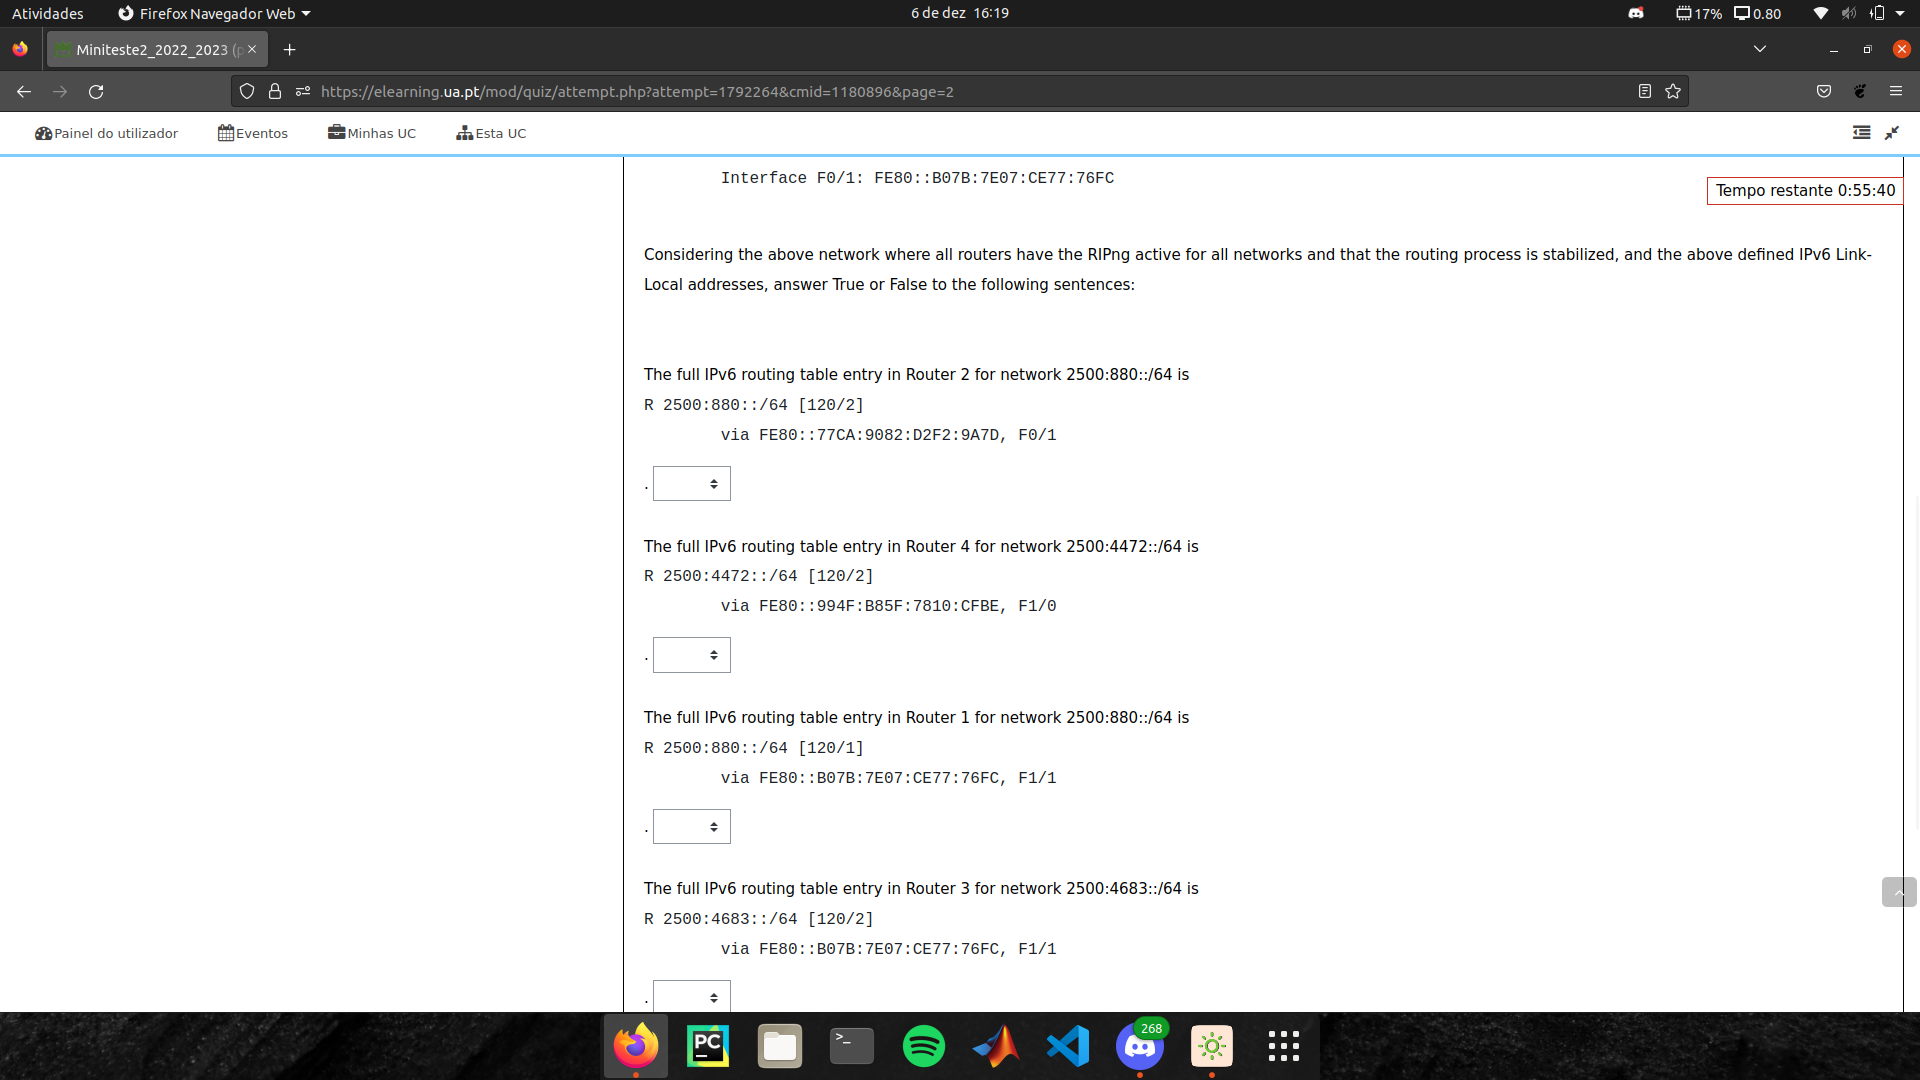 Atividades
Firefox Navegador Web
6 de dez 16:19
17%
0.80
Miniteste2_2022_2023 (p
https://elearning.ua.pt/mod/quiz/attempt.php?attempt=1792264&cmid=1180896&page=2
Painel do utilizador
Eventos
Minhas UC
Esta UC
Interface F0/1: FE80::B07B:7E07:CE77:76FC
Tempo restante 0:55:40
Considering the above network where all routers have the RIPng active for all networks and that the routing process is stabilized, and the above defined IPv6 Link-
Local addresses, answer True or False to the following sentences:
The full IPv6 routing table entry in Router 2 for network 2500:880::/64 is
R 2500:880::/64 [120/2]
via FE80::77CA:9082:D2F2:9A7D, F0/1
.
The full IPv6 routing table entry in Router 4 for network 2500:4472::/64 is
R 2500:4472::/64 [120/2]
via FE80::994F:B85F:7810:CFBE, F1/0
.
The full IPv6 routing table entry in Router 1 for network 2500:880::/64 is
R 2500:880::/64 [120/1]
via FE80::B07B:7E07:CE77:76FC, F1/1
.
The full IPv6 routing table entry in Router 3 for network 2500:4683::/64 is
R 2500:4683::/64 [120/2]
via FE80::B07B:7E07:CE77:76FC, F1/1
.
PC
>_
268